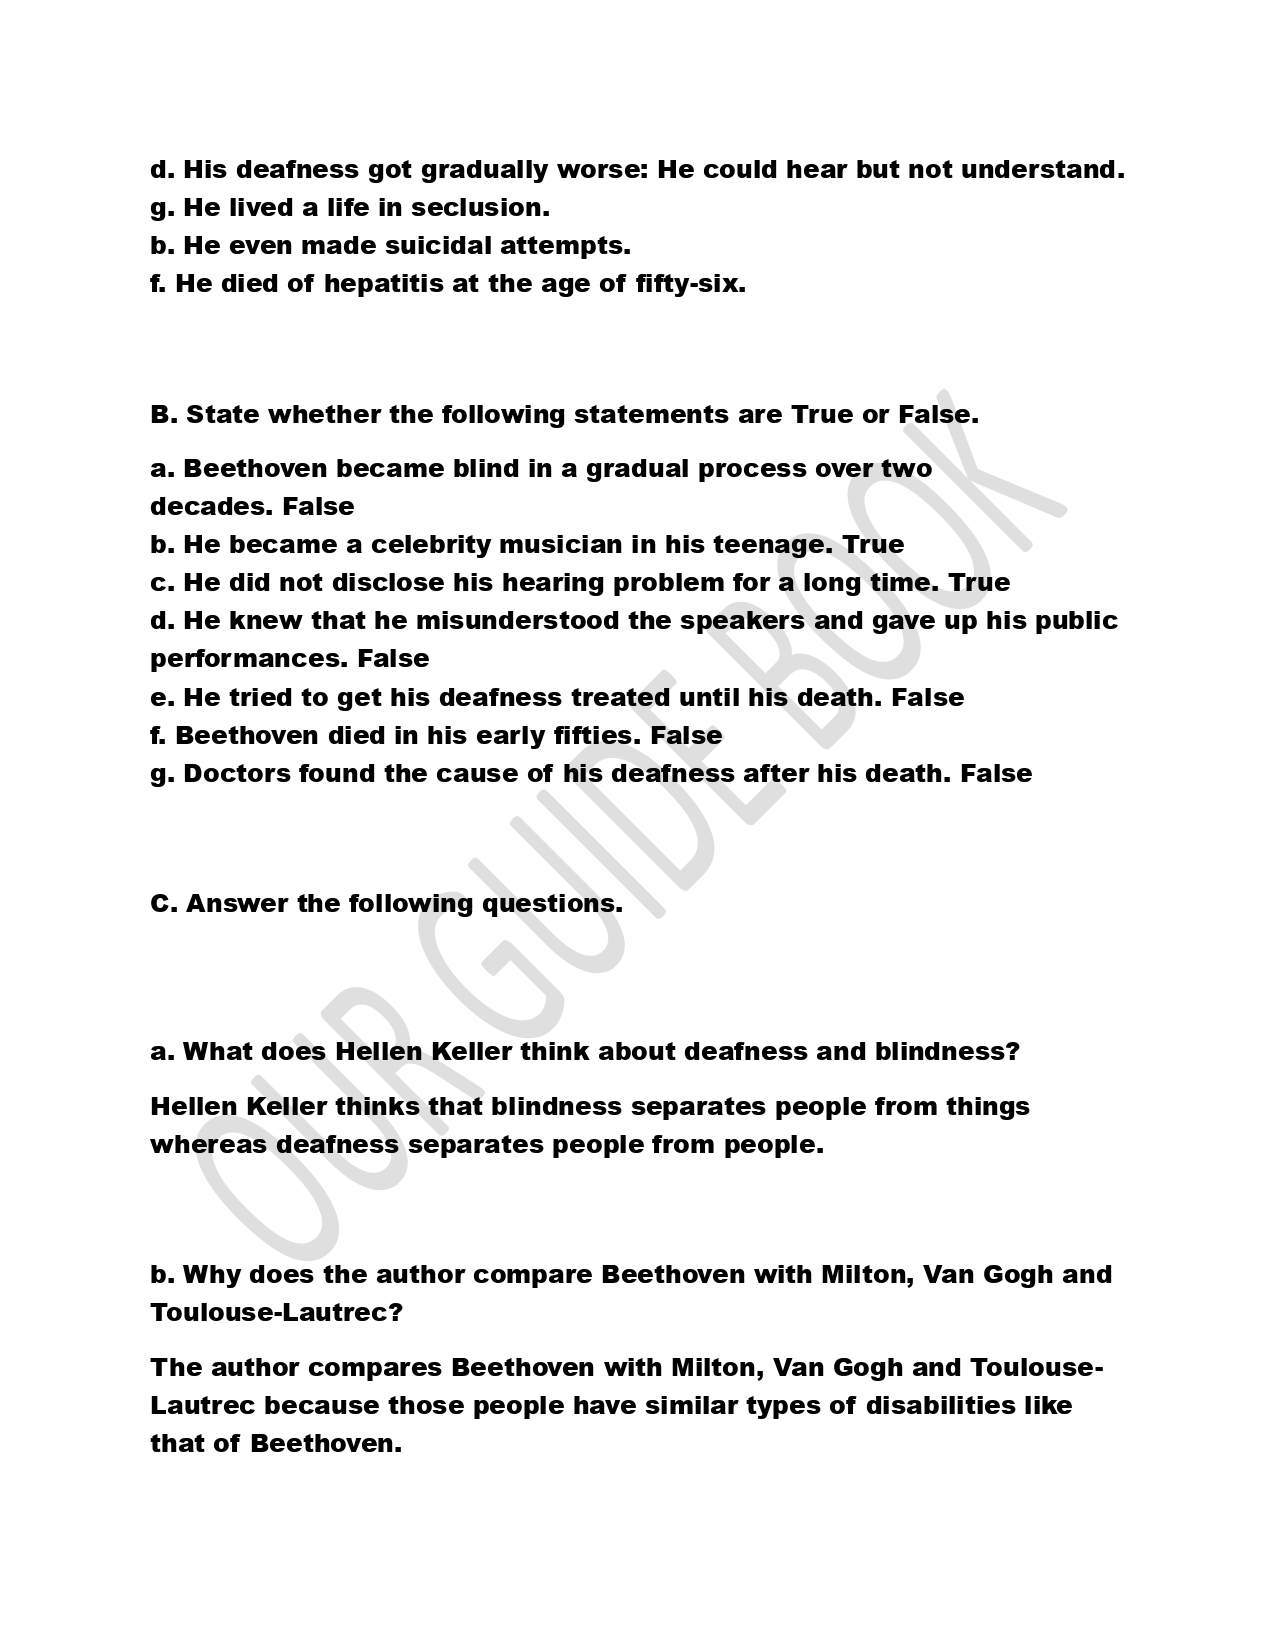 d. His deafness got gradually worse: He could hear but not understand.
g. He lived a life in seclusion.
b. He even made suicidal attempts.
f. He died of hepatitis at the age of fifty-six.
B. State whether the following statements are True or False.
a. Beethoven became blind in a gradual process over two
decades. False
b. He became a celebrity musician in his teenage. True
c. He did not disclose his hearing problem for a long time. True
d. He knew that he misunderstood the speakers and gave up his public
performances. False
e. He tried to get his deafness treated until his death. False
f. Beethoven died in his early fifties. False
g. Doctors found the cause of his deafness after his death. False
C. Answer the following questions.
a. What does Hellen Keller think about deafness and blindness?
Hellen Keller thinks that blindness separates people from things
whereas deafness separates people from people.
b. Why does the author compare Beethoven with Milton, Van Gogh and
Toulouse-Lautrec?
The author compares Beethoven with Milton, Van Gogh and Toulouse-
Lautrec because those people have similar types of disabilities like
that of Beethoven.
OUR GUIDE BOOK